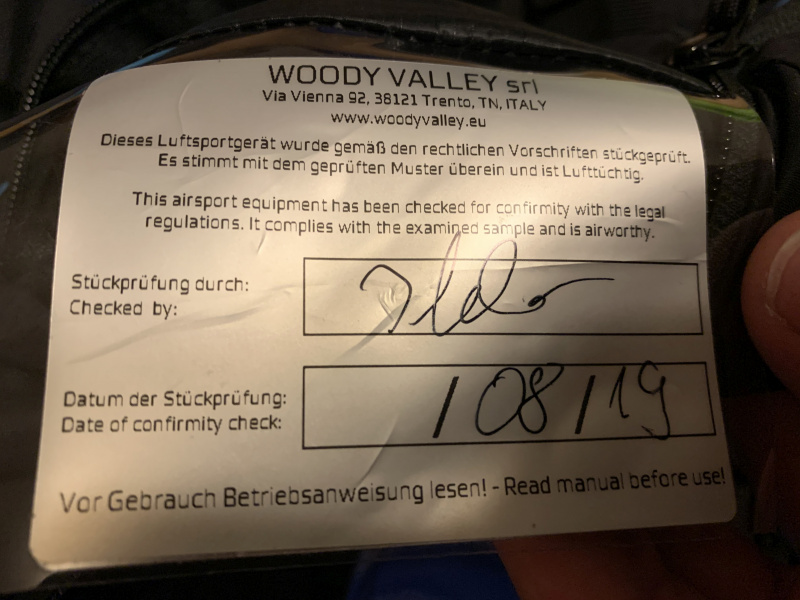 WOODY VALLEY srl
Via Vienna 92, 38121 Trento, TN, ITALY
www.woodyvalley.eu
Dieses Luftsportgerät wurde gemäß den rechtlichen Vorschriften stückgeprüft.
Es stimmt mit dem geprüften Muster überein und ist Lufttüchtig.
This airsport equipment has been checked for confirmity with the legal
regulations. It complies with the examined sample and is airworthy.
Stückprüfung durch:
Checked by:
Datum der Stückprüfung: / 08 / 19
Date of confirmity check:
Vor Gebrauch Betriebsanweisung lesen! - Read manual before use!